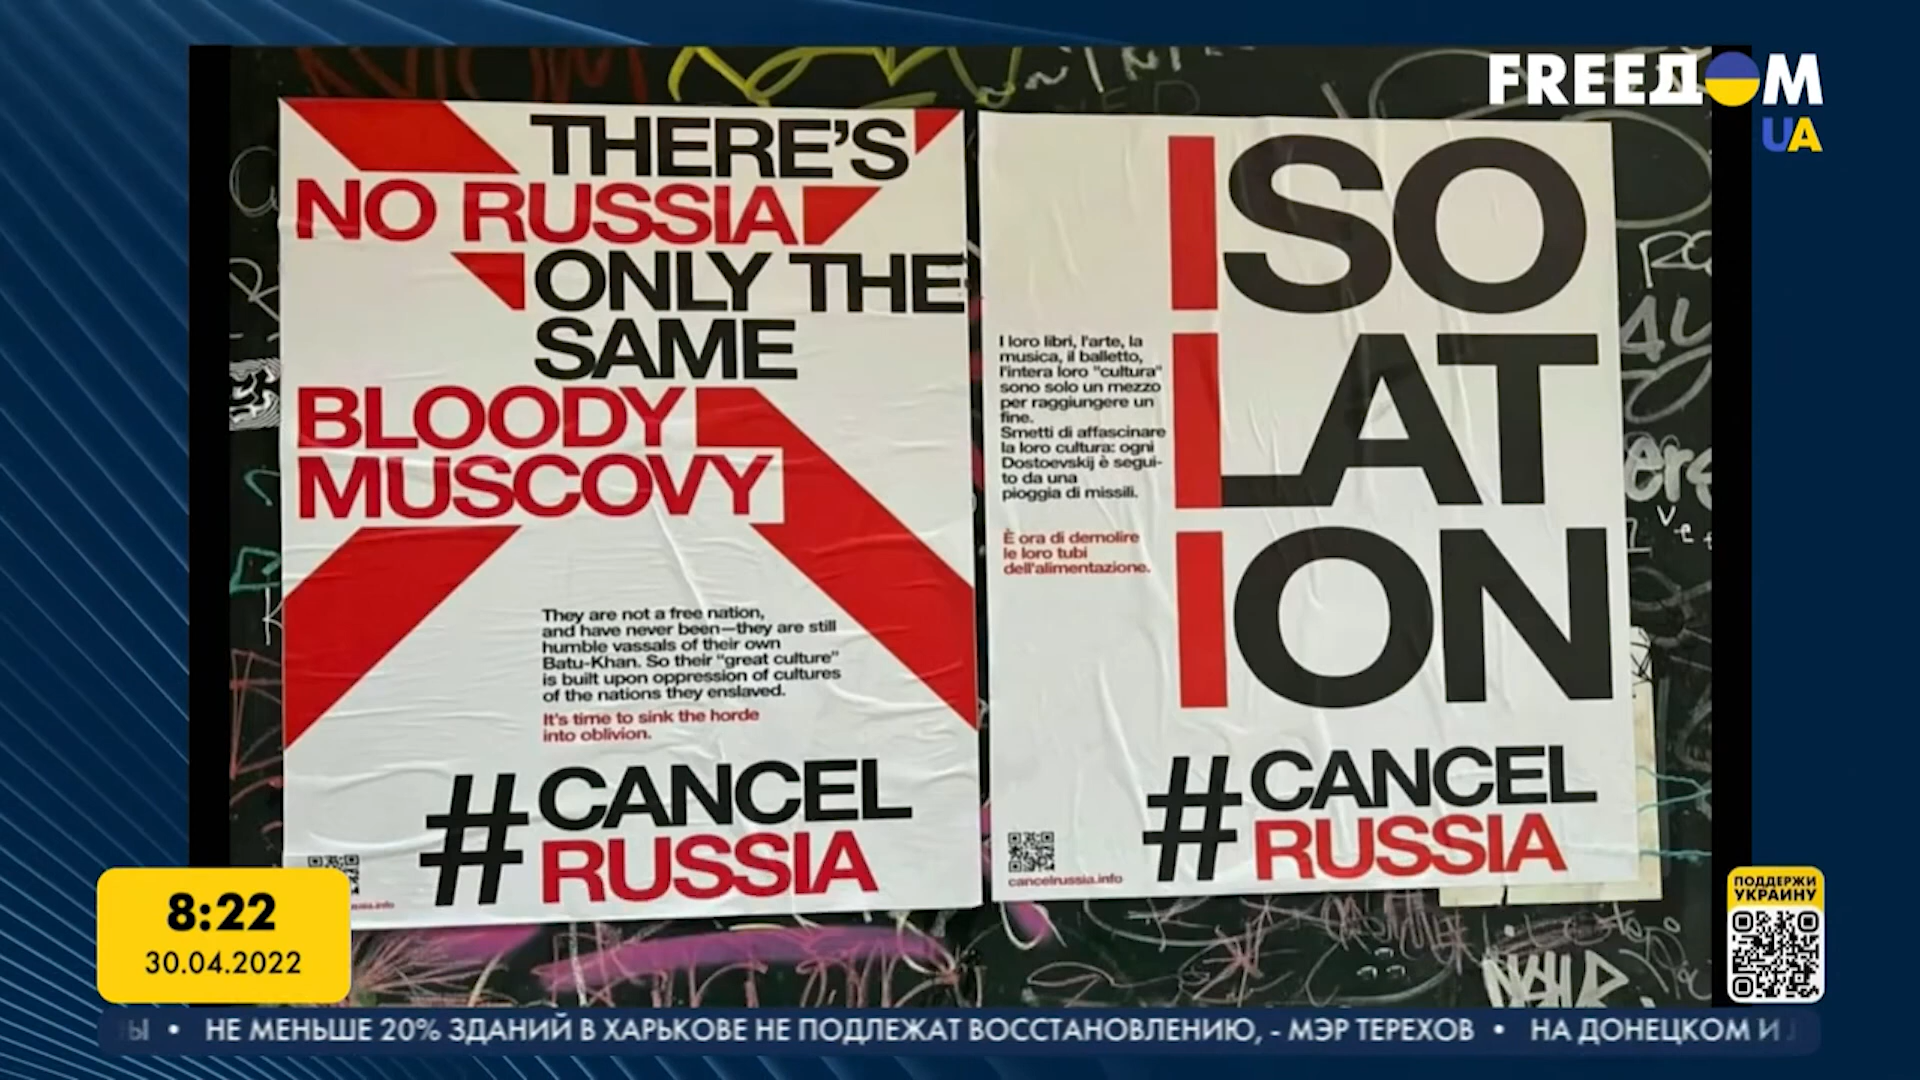 FREEДOM
UA
THERE'S
NO RUSSIA
ONLY THE
SAME
BLOODY
MUSCOVY
They are not a free nation,
and have never been—they are still
humble vassals of their own
Batu-Khan. So their "great culture"
is built upon oppression of cultures
of the nations they enslaved.
It's time to sink the horde
into oblivion.
#CANCEL
RUSSIA
ISO
LAT
ION
I loro libri, l'arte, la
musica, il balletto,
l'intera loro "cultura"
sono solo un mezzo
per raggiungere un
fine.
Smetti di affascinare
la loro cultura: ogni
Dostoevskij è segui-
to da una
pioggia di missili.
È ora di demolire
le loro tubi
dell'alimentazione.
#CANCEL
RUSSIA
cancelrussia.info
8:22
30.04.2022
ПОДДЕРЖИ
УКРАИНУ
• НЕ МЕНЬШЕ 20% ЗДАНИЙ В ХАРЬКОВЕ НЕ ПОДЛЕЖАТ ВОССТАНОВЛЕНИЮ, - МЭР ТЕРЕХОВ • НА ДОНЕЦКОМ И